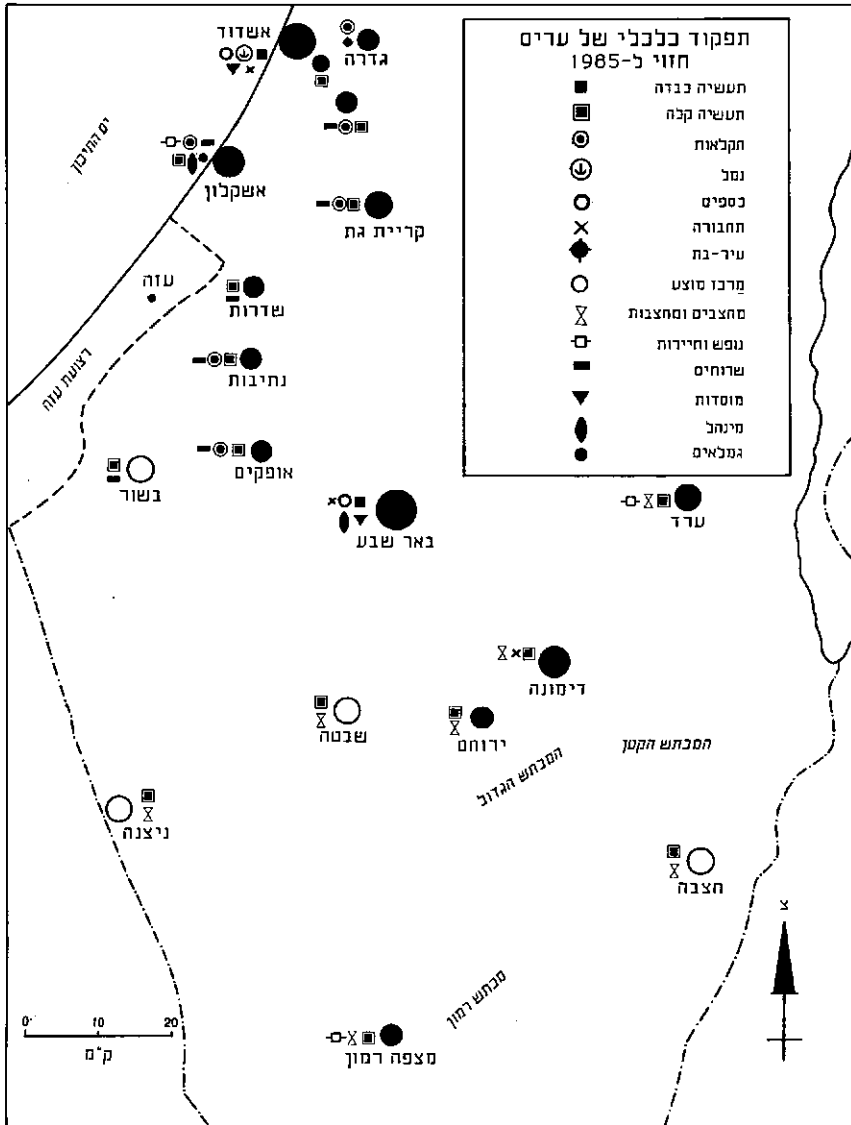 תפקוד כלכלי של ערים
חזוי ל-1985
תעשיה כבדה
תעשיה קלה
חקלאות
נמל
כספים
תחבורה
עיר-בת
מרכז מוצע
מחצבים ומחצבות
נופש ותיירות
שרותים
מוסדות
מינהל
גמלאים
אשדוד
גדרה
ים התיכון
אשקלון
קריית גת
עזה
שדרות
רצועת עזה
נתיבות
אופקים
בשור
באר שבע
ערד
דימונה
שבטה
ירוחם
המכתש הקטן
המכתש הגדול
ניצנה
חצבה
צ
מכתש רמון
0 10 20
ק"מ
מצפה רמון